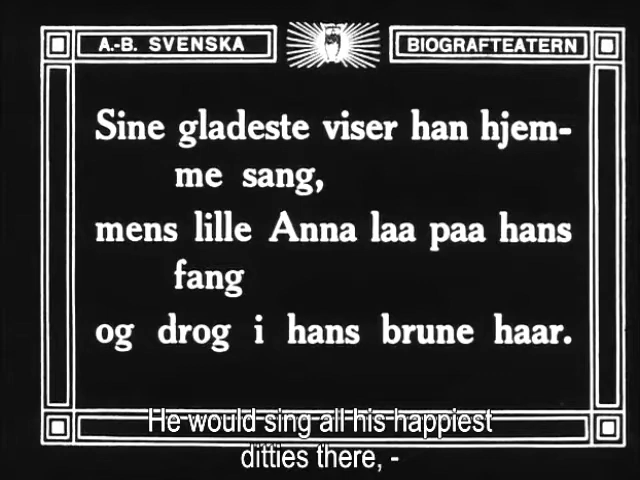 A.-B. SVENSKA BIOGRAFTEATERN
Sine gladeste viser han hjem-
me sang,
mens lille Anna laa paa hans
fang
og drog i hans brune haar.
He would sing all his happiest
ditties there, -